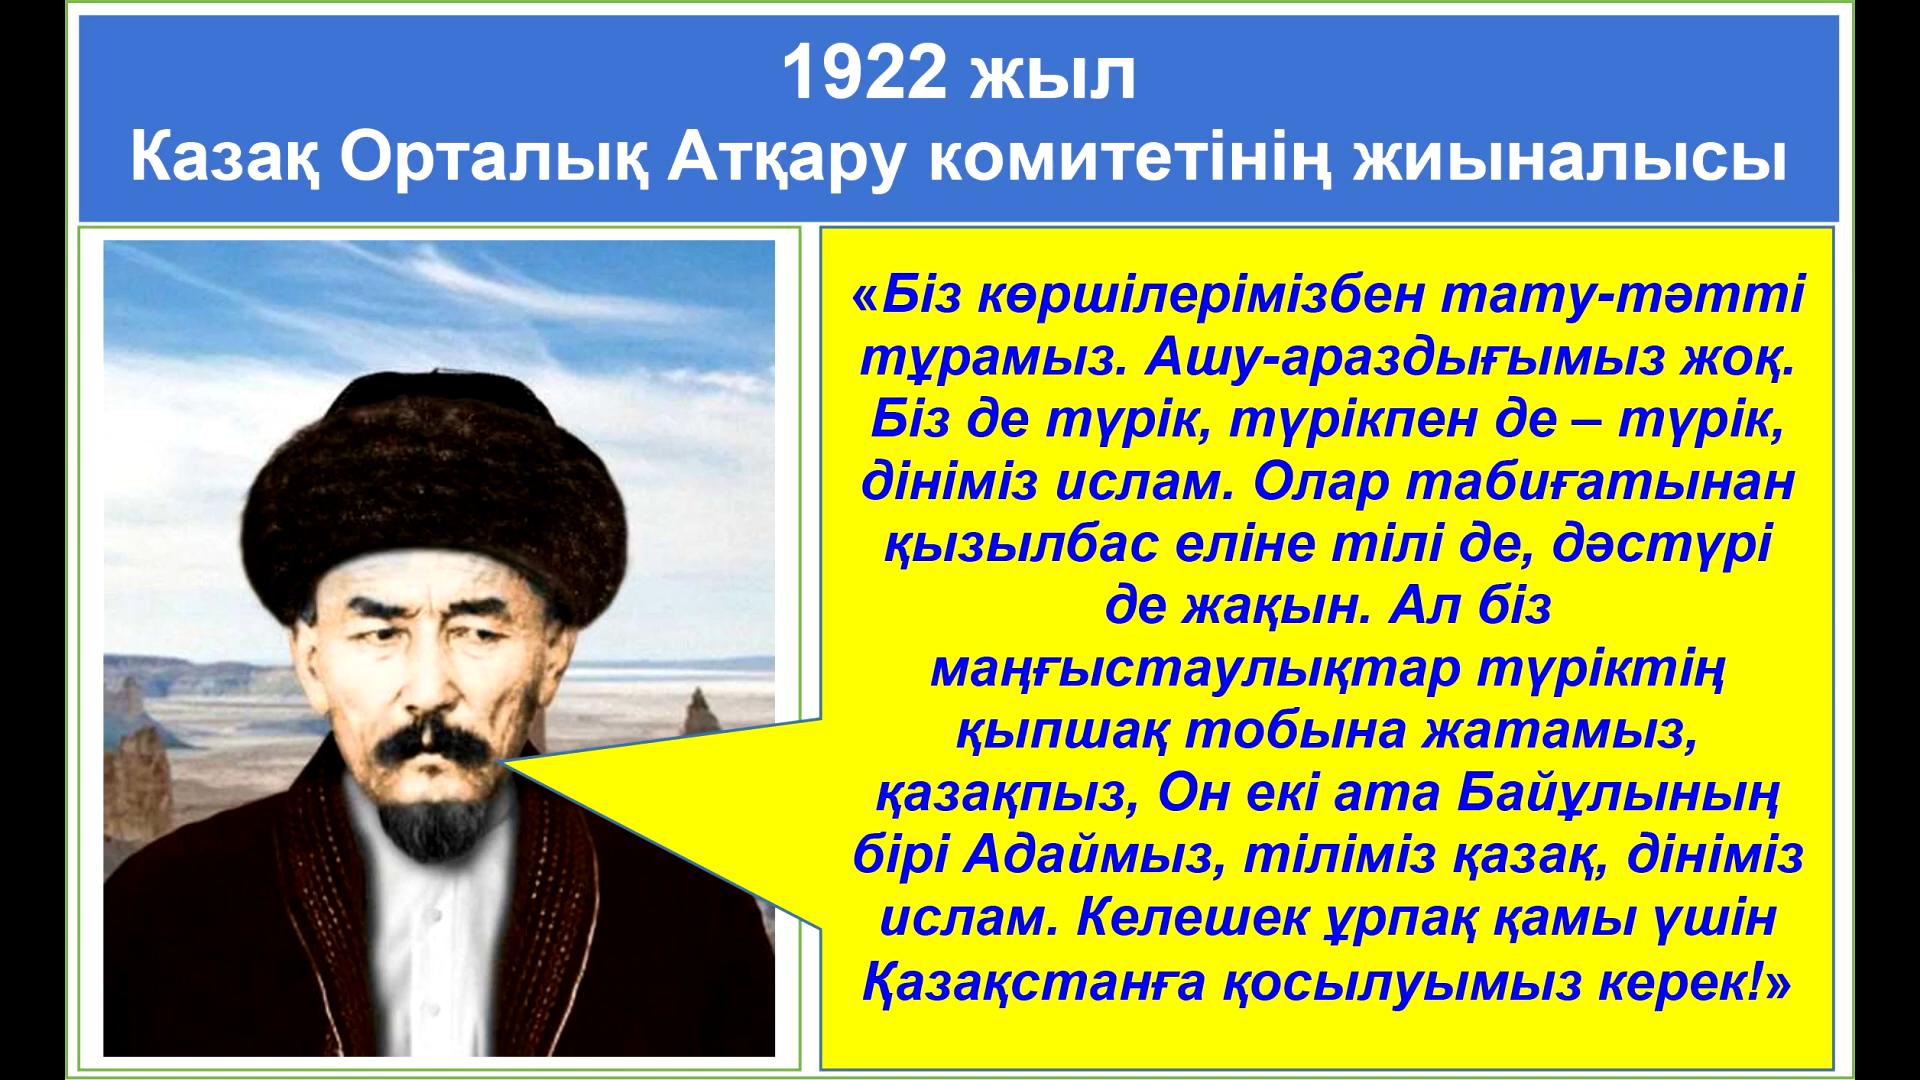 1922 жыл
Казақ Орталық Атқару комитетінің жиыналысы
«Біз көршілерімізбен тату-тәтті
тұрамыз. Ашу-араздығымыз жоқ.
Біз де түрік, түрікпен де – түрік,
дініміз ислам. Олар табиғатынан
қызылбас еліне тілі де, дәстүрі
де жақын. Ал біз
маңғыстаулықтар түріктің
қыпшақ тобына жатамыз,
қазақпыз, Он екі ата Байұлының
бірі Адаймыз, тіліміз қазақ, дініміз
ислам. Келешек ұрпақ қамы үшін
Қазақстанға қосылуымыз керек!»